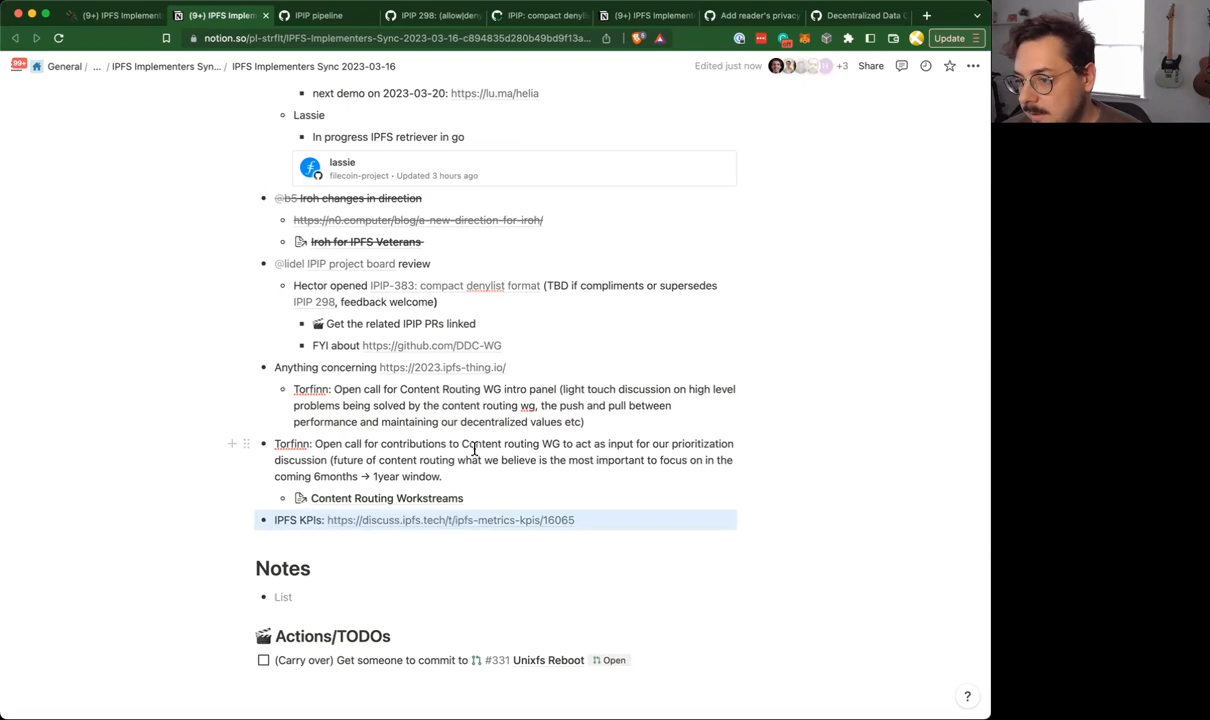 (9+) IPFS Implement
(9+) IPFS Implem
IPIP pipeline
IPIP 298: (allow|deny
IPIP: compact denylis
(9+) IPFS Implement
Add reader's privacy
Decentralized Data C
notion.so/pl-strflt/IPFS-Implementers-Sync-2023-03-16-c894835d280b49bd9f13a...
Update
99+
General / ... / IPFS Implementers Syn... / IPFS Implementers Sync 2023-03-16
Edited just now
+3
Share
next demo on 2023-03-20: https://lu.ma/helia
Lassie
In progress IPFS retriever in go
lassie
filecoin-project • Updated 3 hours ago
@b5 Iroh changes in direction
https://n0.computer/blog/a-new-direction-for-iroh/
Iroh for IPFS Veterans
@lidel IPIP project board review
Hector opened IPIP-383: compact denylist format (TBD if compliments or supersedes
IPIP 298, feedback welcome)
🎬 Get the related IPIP PRs linked
FYI about https://github.com/DDC-WG
Anything concerning https://2023.ipfs-thing.io/
Torfinn: Open call for Content Routing WG intro panel (light touch discussion on high level
problems being solved by the content routing wg, the push and pull between
performance and maintaining our decentralized values etc)
Torfinn: Open call for contributions to Content routing WG to act as input for our prioritization
discussion (future of content routing what we believe is the most important to focus on in the
coming 6months → 1year window.
Content Routing Workstreams
IPFS KPIs: https://discuss.ipfs.tech/t/ipfs-metrics-kpis/16065
Notes
List
🎬 Actions/TODOs
(Carry over) Get someone to commit to #331 Unixfs Reboot Open
?